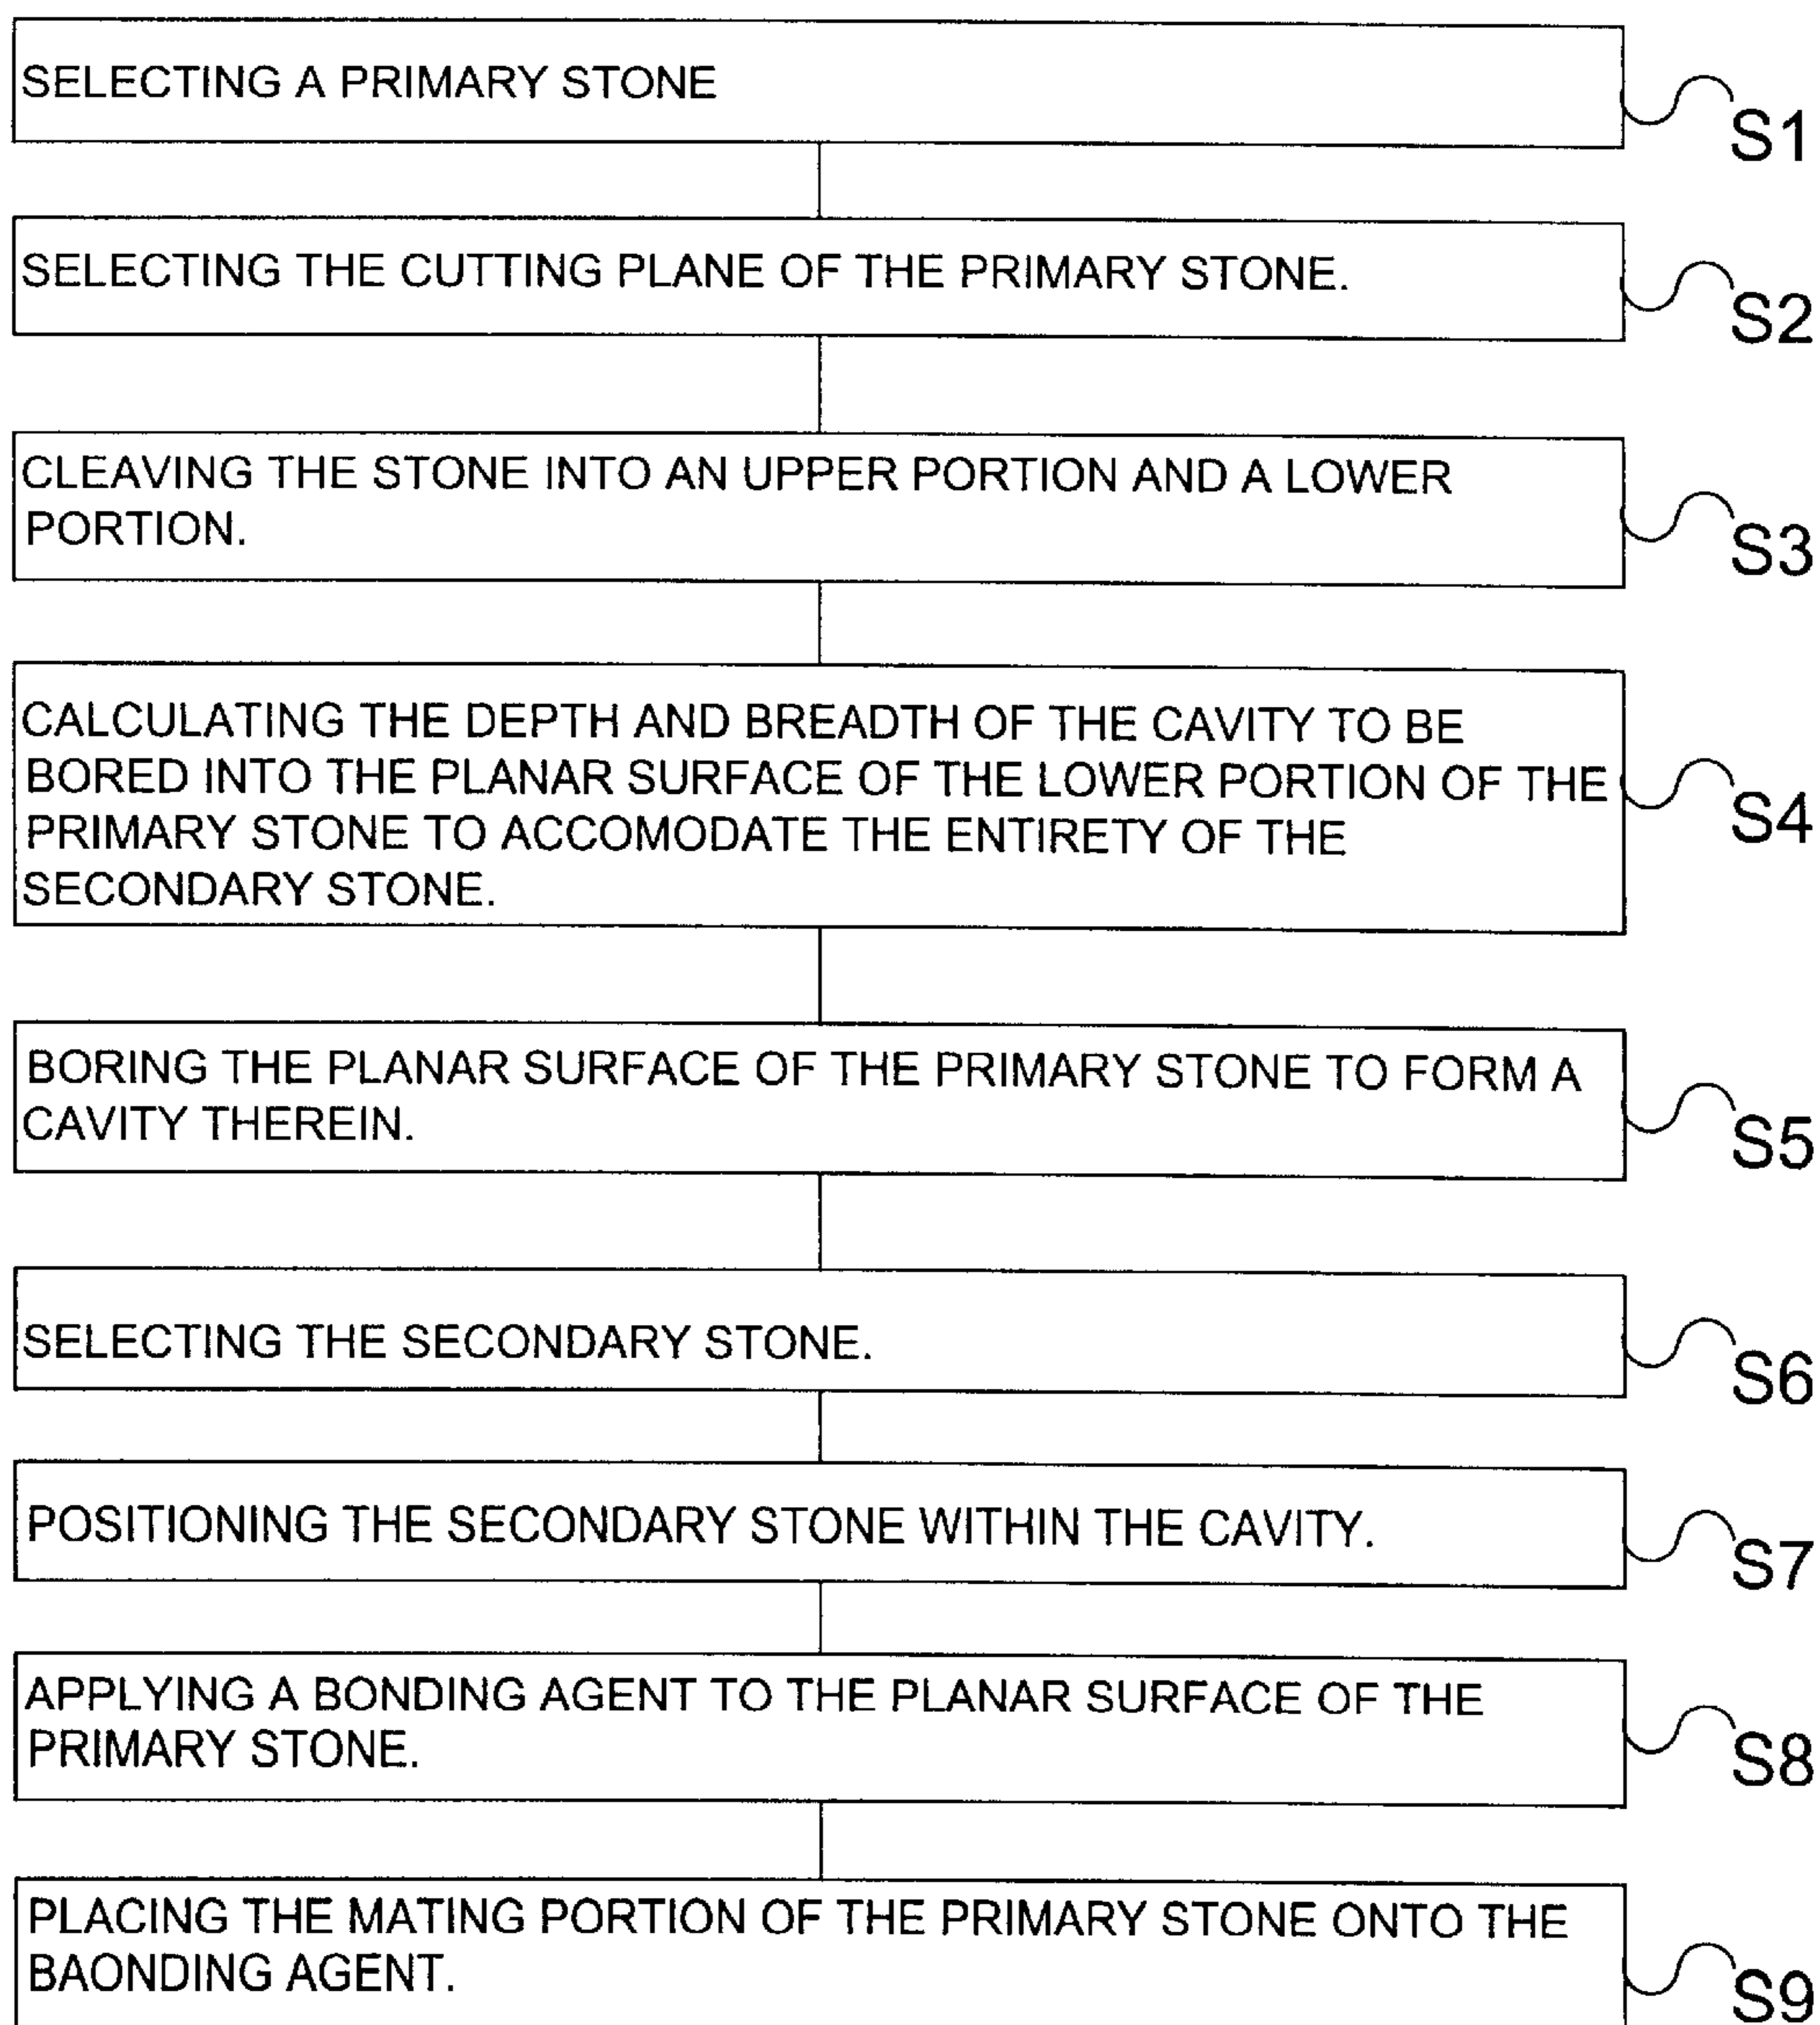 SELECTING A PRIMARY STONE
S1
SELECTING THE CUTTING PLANE OF THE PRIMARY STONE.
S2
CLEAVING THE STONE INTO AN UPPER PORTION AND A LOWER
PORTION.
S3
CALCULATING THE DEPTH AND BREADTH OF THE CAVITY TO BE
BORED INTO THE PLANAR SURFACE OF THE LOWER PORTION OF THE
PRIMARY STONE TO ACCOMODATE THE ENTIRETY OF THE
SECONDARY STONE.
S4
BORING THE PLANAR SURFACE OF THE PRIMARY STONE TO FORM A
CAVITY THEREIN.
S5
SELECTING THE SECONDARY STONE.
S6
POSITIONING THE SECONDARY STONE WITHIN THE CAVITY.
S7
APPLYING A BONDING AGENT TO THE PLANAR SURFACE OF THE
PRIMARY STONE.
S8
PLACING THE MATING PORTION OF THE PRIMARY STONE ONTO THE
BAONDING AGENT.
S9